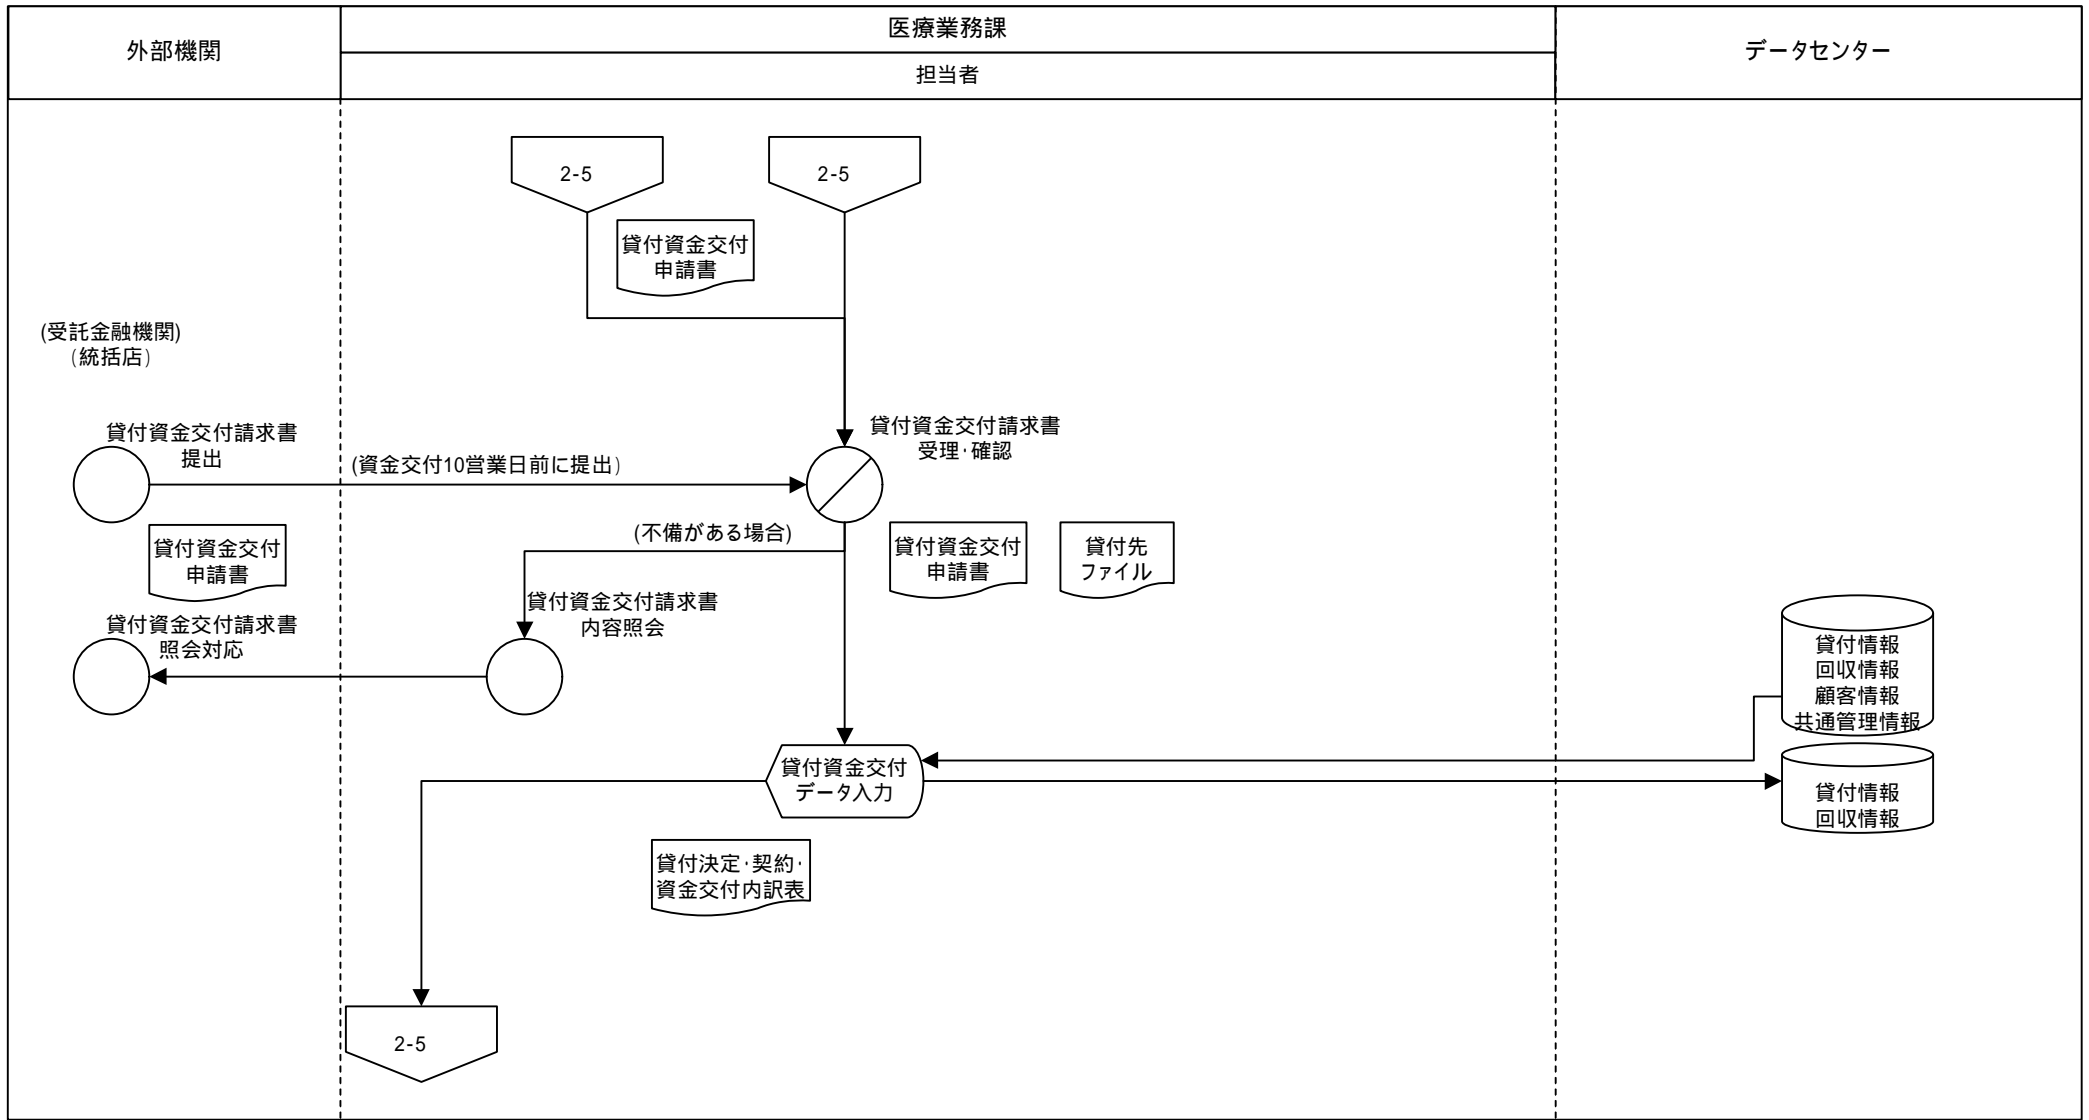 外部機関
医療業務課
担当者
データセンター
2-5
2-5
貸付資金交付
申請書
(受託金融機関)
(統括店)
貸付資金交付請求書
提出
(資金交付10営業日前に提出)
貸付資金交付請求書
受理･確認
貸付資金交付
申請書
(不備がある場合)
貸付資金交付
申請書
貸付先
ファイル
貸付資金交付請求書
内容照会
貸付資金交付請求書
照会対応
貸付情報
回収情報
顧客情報
共通管理情報
貸付資金交付
データ入力
貸付情報
回収情報
貸付決定･契約･
資金交付内訳表
2-5